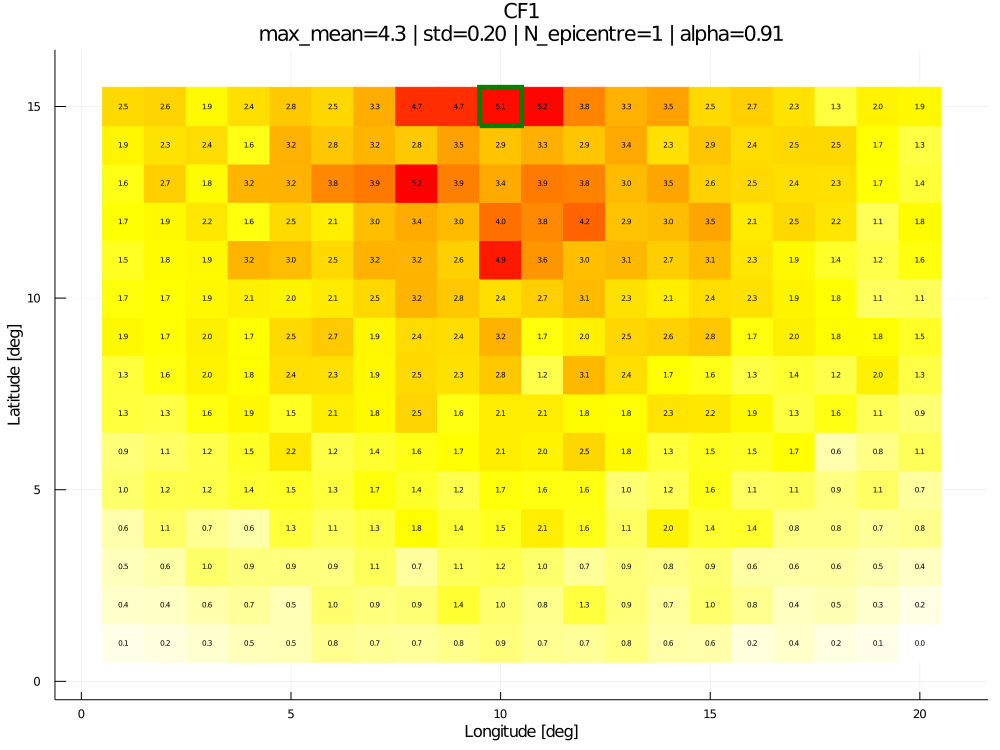 CF1
max_mean=4.3 | std=0.20 | N_epicentre=1 | alpha=0.91
15 2.5 2.6 1.9 2.4 2.8 2.5 3.3 4.7 4.7 5.1 5.2 3.8 3.3 3.5 2.5 2.7 2.3 1.3 2.0 1.9
1.9 2.3 2.4 1.6 3.2 2.8 3.2 2.8 3.5 2.9 3.3 2.9 3.4 2.3 2.9 2.4 2.5 2.5 1.7 1.3
1.6 2.7 1.8 3.2 3.2 3.8 3.9 5.2 3.9 3.4 3.9 3.8 3.0 3.5 2.6 2.5 2.4 2.3 1.7 1.4
1.7 1.9 2.2 1.6 2.5 2.1 3.0 3.4 3.0 4.0 3.8 4.2 2.9 3.0 3.5 2.1 2.5 2.2 1.1 1.8
1.5 1.8 1.9 3.2 3.0 2.5 3.2 3.2 2.6 4.9 3.6 3.0 3.1 2.7 3.1 2.3 1.9 1.4 1.2 1.6
10 1.7 1.7 1.9 2.1 2.0 2.1 2.5 3.2 2.8 2.4 2.7 3.1 2.3 2.1 2.4 2.3 1.9 1.8 1.1 1.1
1.9 1.7 2.0 1.7 2.5 2.7 1.9 2.4 2.4 3.2 1.7 2.0 2.5 2.6 2.8 1.7 2.0 1.8 1.8 1.5
1.3 1.6 2.0 1.8 2.4 2.3 1.9 2.5 2.3 2.8 1.2 3.1 2.4 1.7 1.6 1.3 1.4 1.2 2.0 1.3
1.3 1.3 1.6 1.9 1.5 2.1 1.8 2.5 1.6 2.1 2.1 1.8 1.8 2.3 2.2 1.9 1.3 1.6 1.1 0.9
0.9 1.1 1.2 1.5 2.2 1.2 1.4 1.6 1.7 2.1 2.0 2.5 1.8 1.3 1.5 1.5 1.7 0.6 0.8 1.1
5 1.0 1.2 1.2 1.4 1.5 1.3 1.7 1.4 1.2 1.7 1.6 1.6 1.0 1.2 1.6 1.1 1.1 0.9 1.1 0.7
0.6 1.1 0.7 0.6 1.3 1.1 1.3 1.8 1.4 1.5 2.1 1.6 1.1 2.0 1.4 1.4 0.8 0.8 0.7 0.8
0.5 0.6 1.0 0.9 0.9 0.9 1.1 0.7 1.1 1.2 1.0 0.7 0.9 0.8 0.9 0.6 0.6 0.6 0.5 0.4
0.4 0.4 0.6 0.7 0.5 1.0 0.9 0.9 1.4 1.0 0.8 1.3 0.9 0.7 1.0 0.8 0.4 0.5 0.3 0.2
0.1 0.2 0.3 0.5 0.5 0.8 0.7 0.7 0.8 0.9 0.7 0.7 0.8 0.6 0.6 0.2 0.4 0.2 0.1 0.0
0
Latitude [deg]
0 5 10 15 20
Longitude [deg]